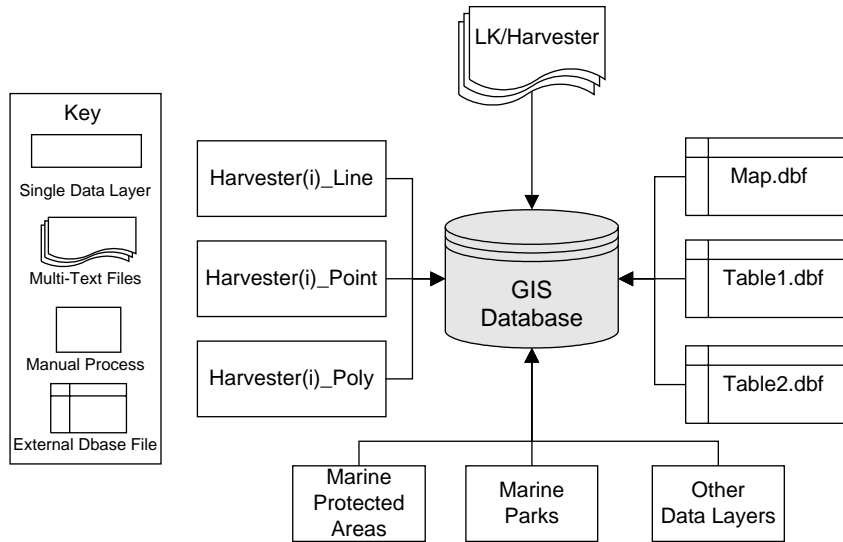 LK/Harvester
Key
Single Data Layer
Multi-Text Files
Manual Process
External Dbase File
Harvester(i)_Line
Harvester(i)_Point
Harvester(i)_Poly
GIS
Database
Map.dbf
Table1.dbf
Table2.dbf
Marine
Protected
Areas
Marine
Parks
Other
Data Layers